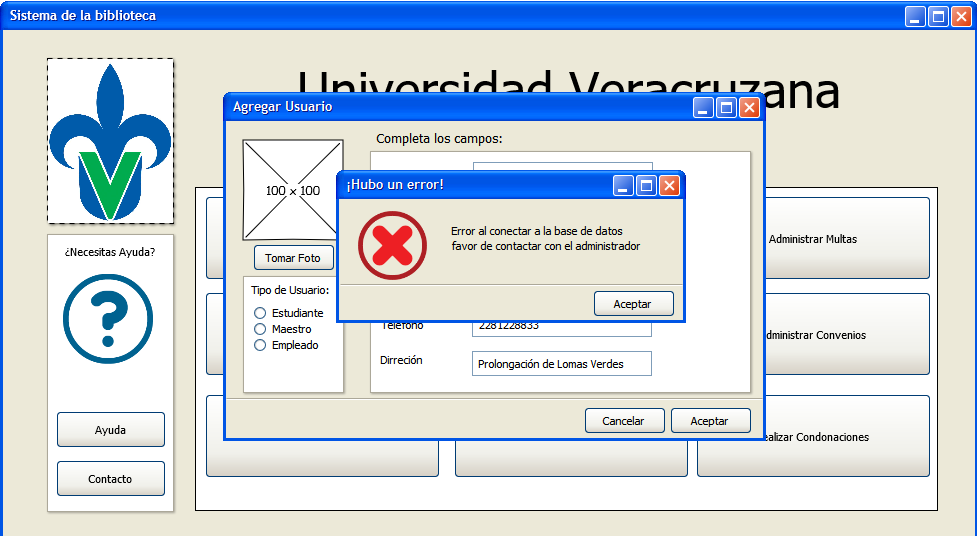 Sistema de la biblioteca
Universidad Veracruzana
Agregar Usuario
Completa los campos:
100 x 100
¡Hubo un error!
Error al conectar a la base de datos
favor de contactar con el administrador
Aceptar
Tomar Foto
Tipo de Usuario:
Estudiante
Maestro
Empleado
Teléfono
2281228833
Dirreción
Prolongación de Lomas Verdes
Cancelar
Aceptar
¿Necesitas Ayuda?
?
Ayuda
Contacto
Administrar Multas
Administrar Convenios
Realizar Condonaciones